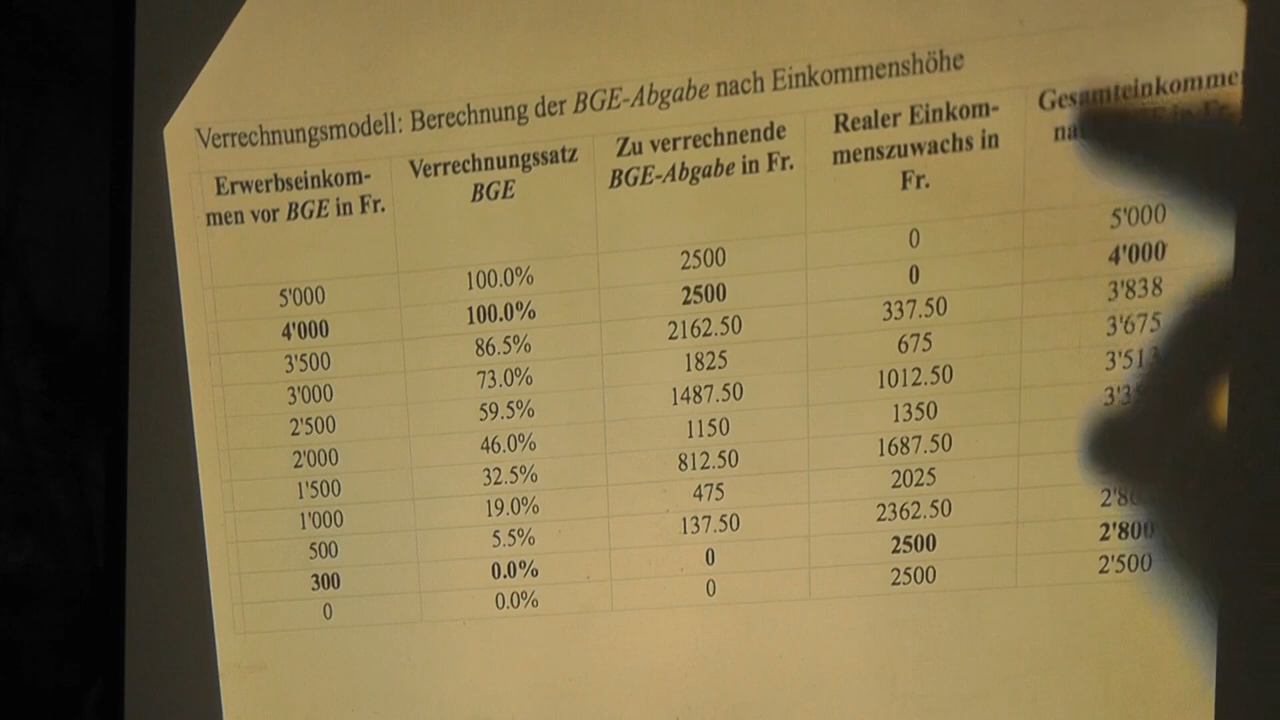 Verrechnungsmodell: Berechnung der BGE-Abgabe nach Einkommenshöhe
Erwerbseinkom-
men vor BGE in Fr.
Verrechnungssatz
BGE
Zu verrechnende
BGE-Abgabe in Fr.
Realer Einkom-
menszuwachs in
Fr.
5'000 100.0% 2500 0 5'000
4'000 100.0% 2500 0 4'000
3'500 86.5% 2162.50 337.50 3'838
3'000 73.0% 1825 675 3'675
2'500 59.5% 1487.50 1012.50
2'000 46.0% 1150 1350
1'500 32.5% 812.50 1687.50
1'000 19.0% 475 2025
500 5.5% 137.50 2362.50
300 0.0% 0 2500 2'800
0 0.0% 0 2500 2'500